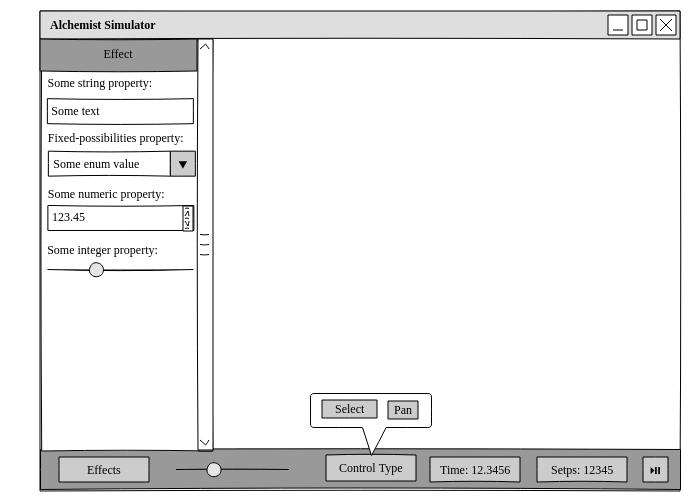 Alchemist Simulator
Effect
Some string property:
Some text
Fixed-possibilities property:
Some enum value
Some numeric property:
123.45
Some integer property:
Select
Pan
Effects
Control Type
Time: 12.3456
Setps: 12345